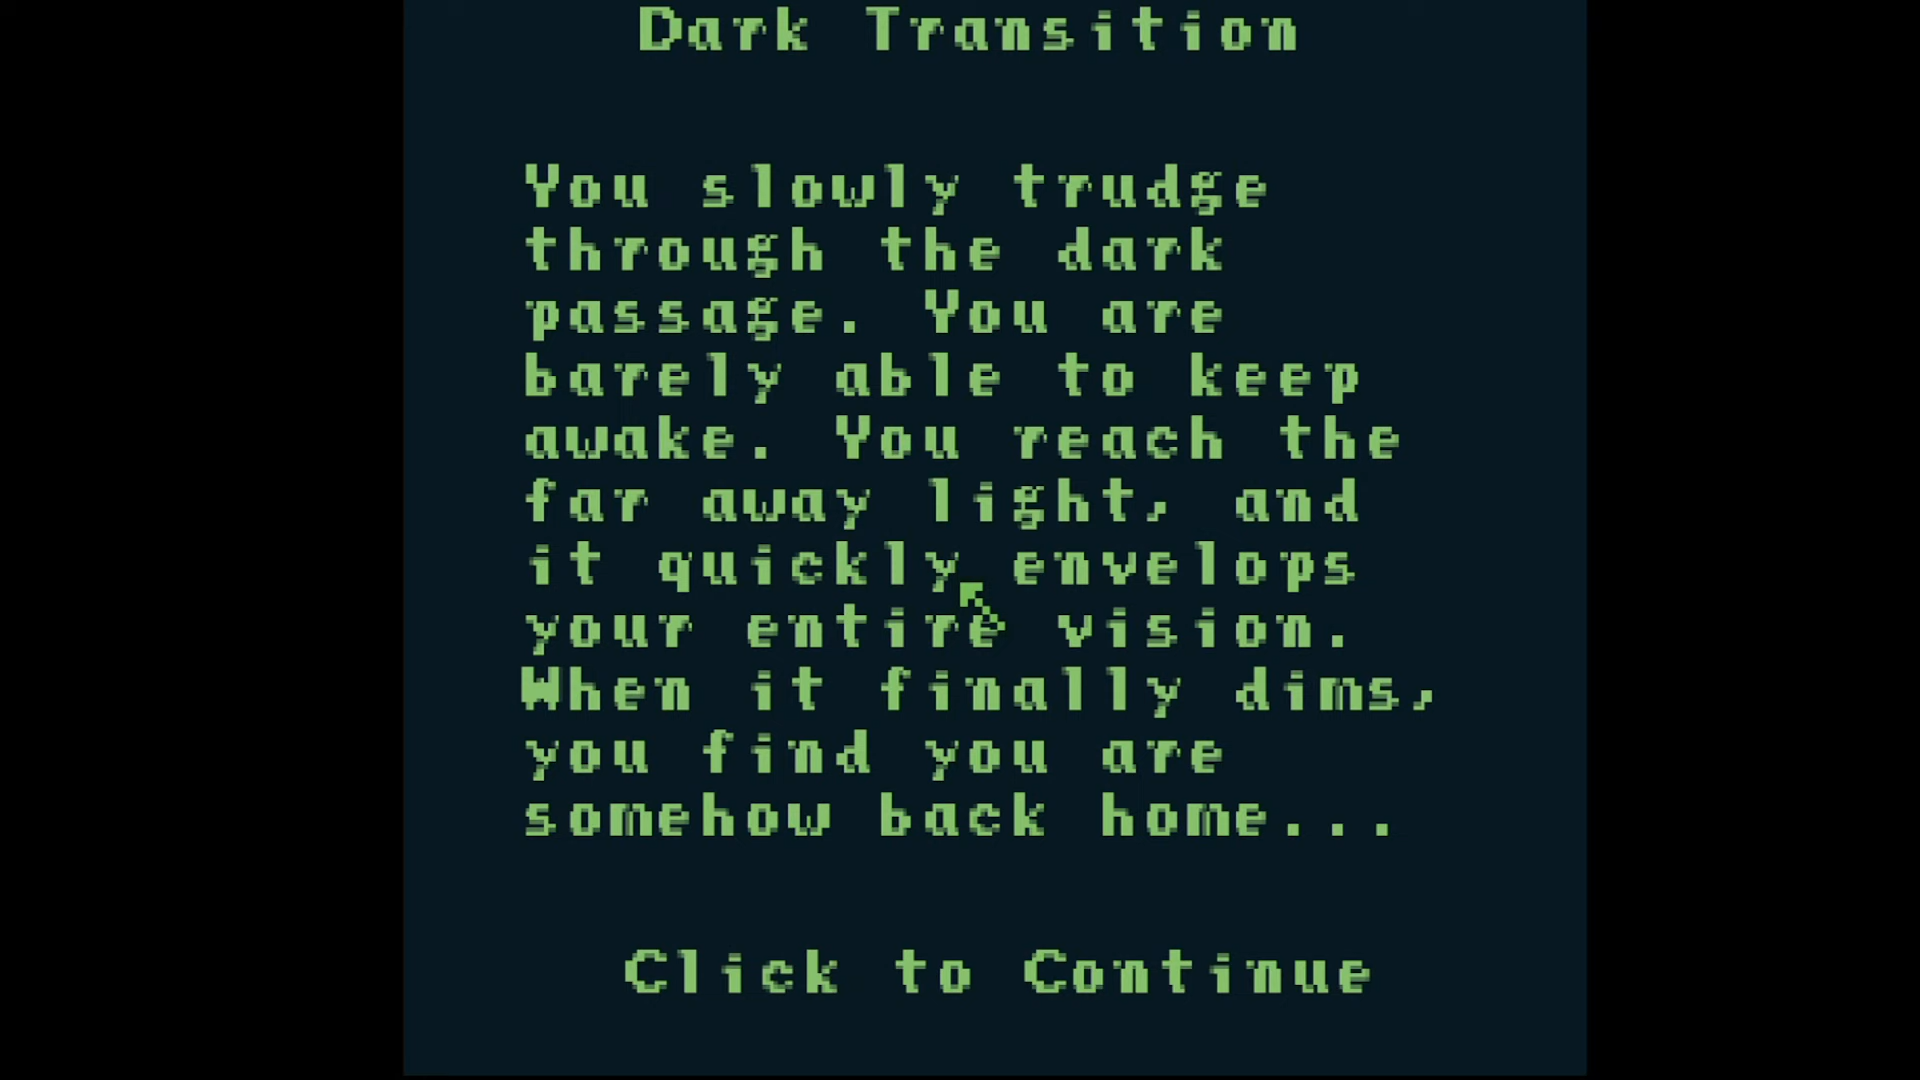 Dark Transition
You slowly trudge
through the dark
passage. You are
barely able to keep
awake. You reach the
far away light, and
it quickly envelops
your entire vision.
When it finally dims,
you find you are
somehow back home...
Click to Continue